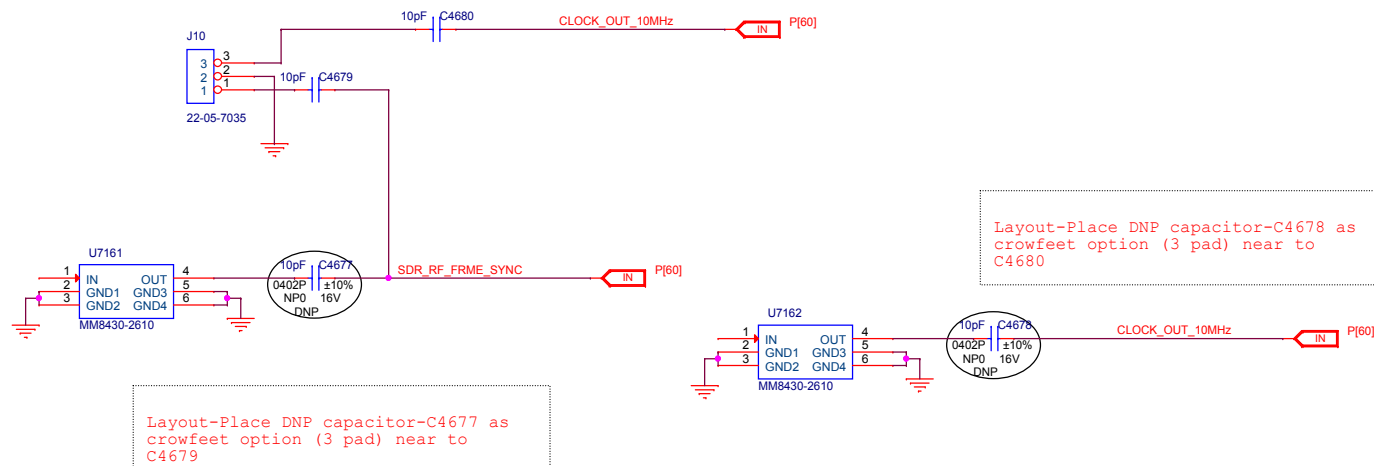 10pF C4680
CLOCK_OUT_10MHz
IN
P[60]
J10
3 3
2 2
1 1
22-05-7035
10pF C4679
U7161
1 IN OUT 4
2 GND1 GND3 5
3 GND2 GND4 6
MM8430-2610
10pF C4677
0402P ±10%
NP0 16V
DNP
SDR_RF_FRME_SYNC
IN
P[60]
Layout-Place DNP capacitor-C4677 as
crowfeet option (3 pad) near to
C4679
Layout-Place DNP capacitor-C4678 as
crowfeet option (3 pad) near to
C4680
U7162
1 IN OUT 4
2 GND1 GND3 5
3 GND2 GND4 6
MM8430-2610
10pF C4678
0402P ±10%
NP0 16V
DNP
CLOCK_OUT_10MHz
IN
P[60]